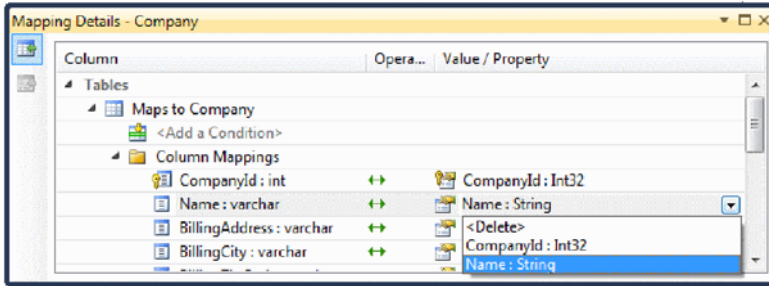 Mapping Details - Company
Column Opera... Value / Property
Tables
Maps to Company
<Add a Condition>
Column Mappings
CompanyId : int CompanyId : Int32
Name : varchar Name : String
BillingAddress : varchar <Delete>
CompanyId : Int32
BillingCity : varchar
Name : String